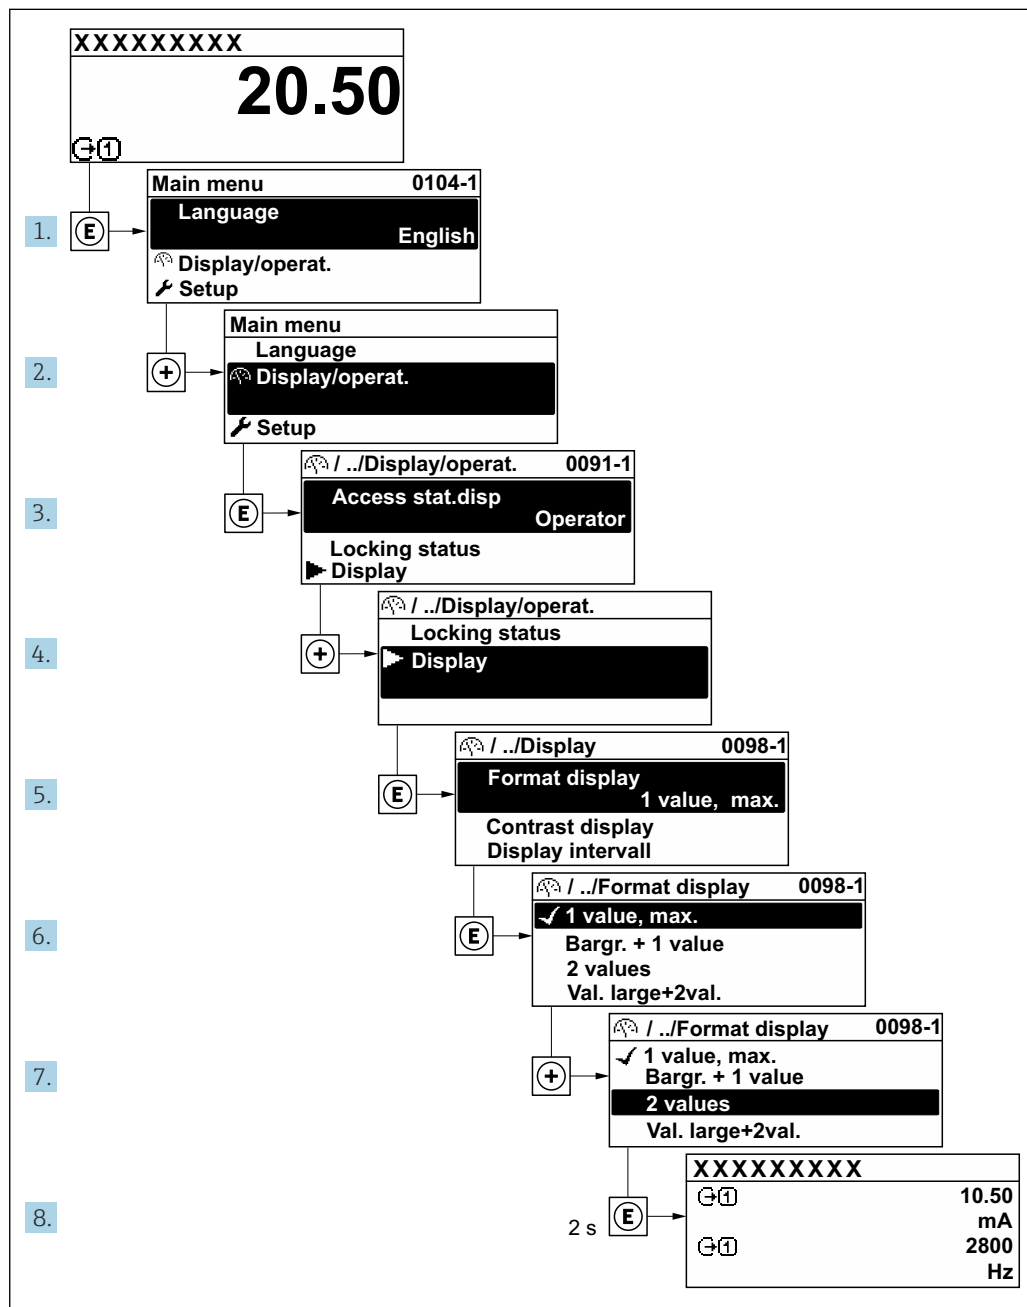 XXXXXXXXX
20.50
1
Main menu 0104-1
1. E Language
English
Display/operat.
Setup
Main menu
Language
2. + Display/operat.
Setup
/ ../Display/operat. 0091-1
3. E Access stat.disp
Operator
Locking status
Display
/ ../Display/operat.
Locking status
4. + Display
/ ../Display 0098-1
5. E Format display
1 value, max.
Contrast display
Display intervall
/ ../Format display 0098-1
6. E 1 value, max.
Bargr. + 1 value
2 values
Val. large+2val.
/ ../Format display 0098-1
7. + 1 value, max.
Bargr. + 1 value
2 values
Val. large+2val.
XXXXXXXXX
1 10.50
8. 2 s E mA
1 2800
Hz